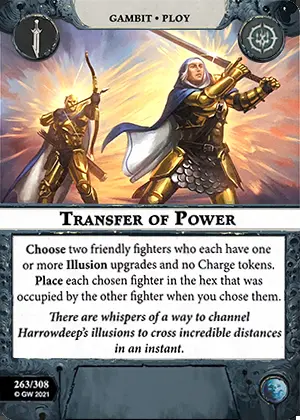 GAMBIT • PLOY
TRANSFER OF POWER
Choose two friendly fighters who each have one
or more Illusion upgrades and no Charge tokens.
Place each chosen fighter in the hex that was
occupied by the other fighter when you chose them.
There are whispers of a way to channel
Harrowdeep's illusions to cross incredible distances
in an instant.
263/308
© GW 2021